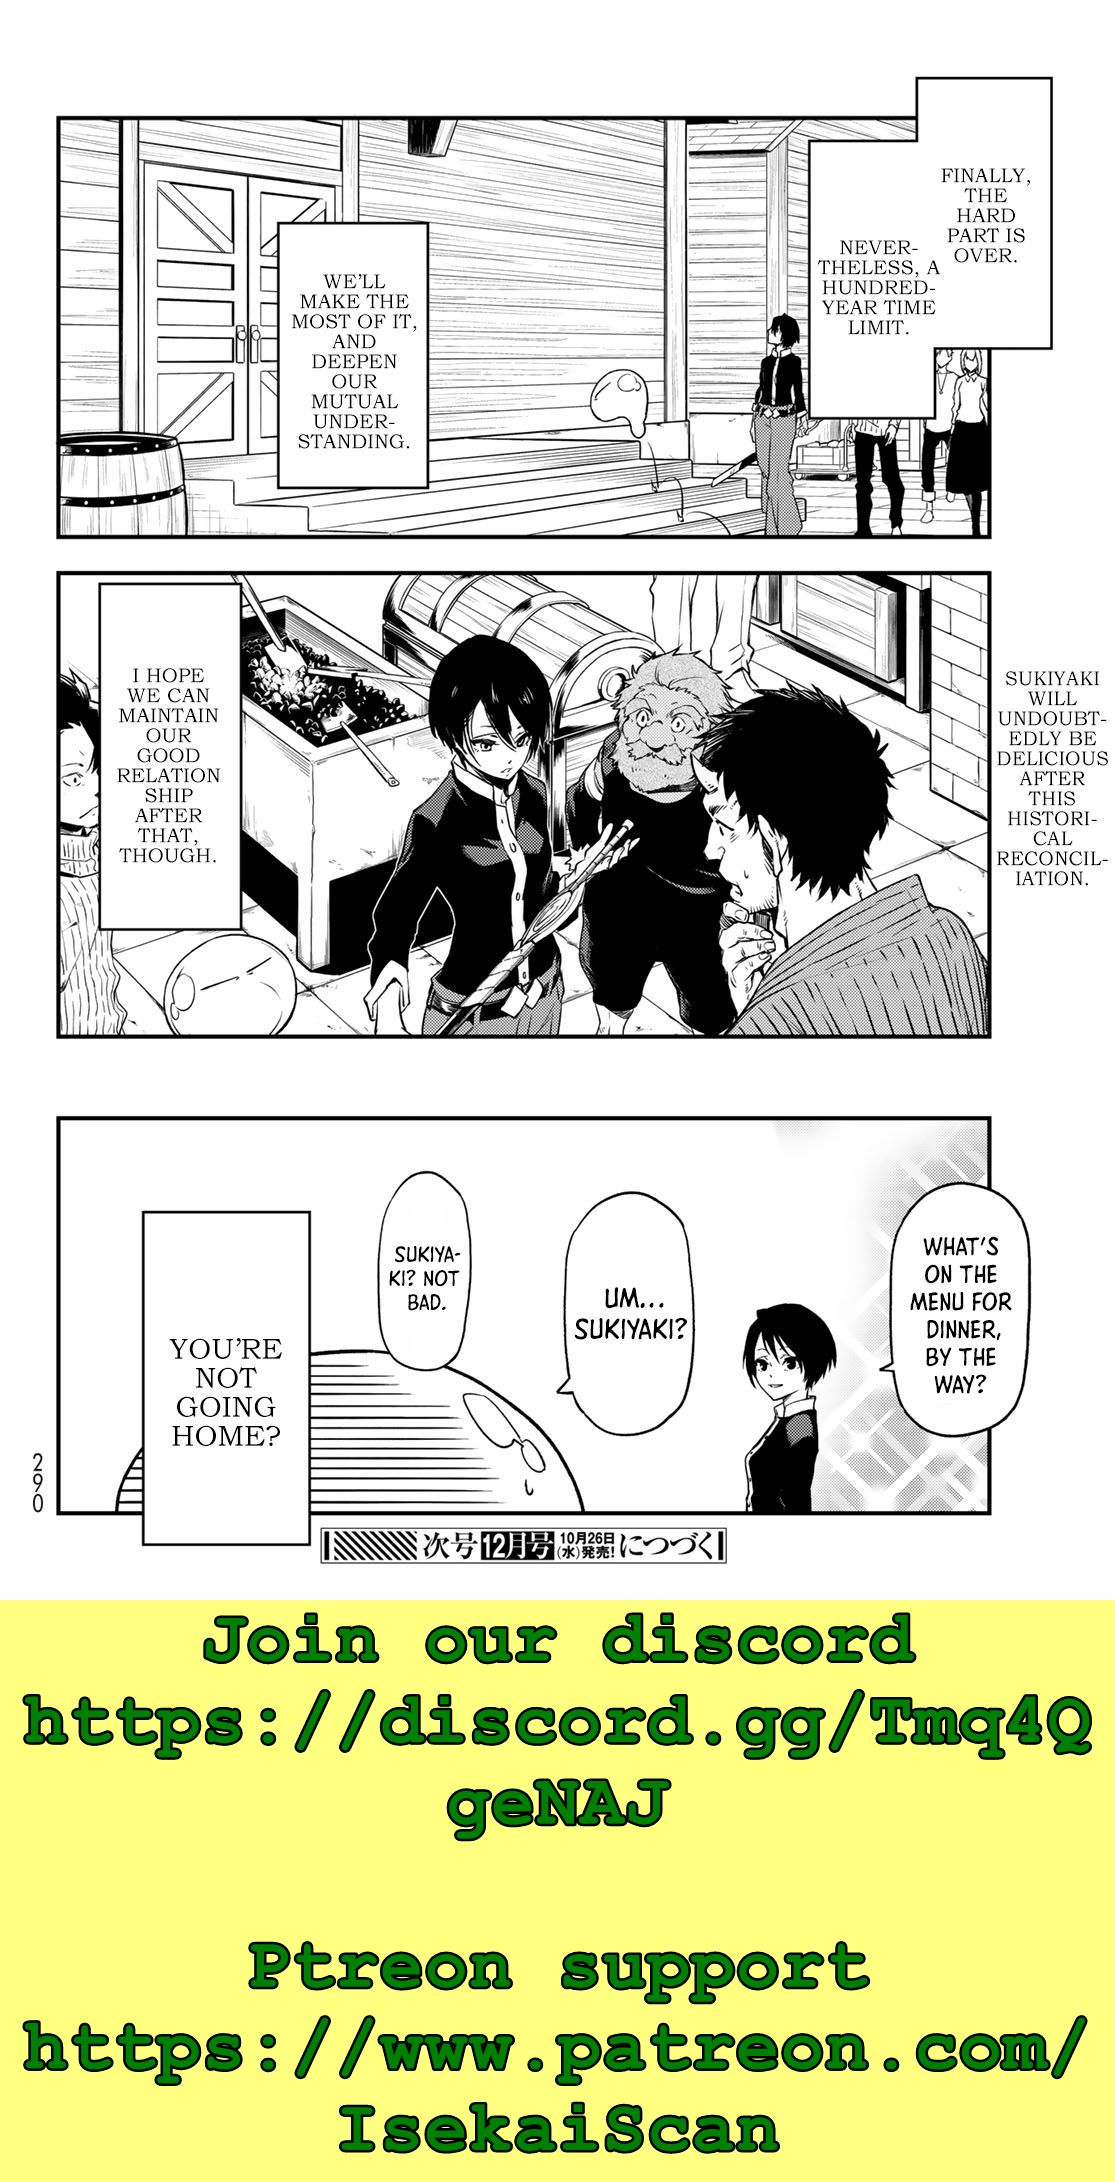 FINALLY,
THE
HARD
PART IS
OVER.
NEVER-
THELESS, A
HUNDRED-
YEAR TIME
LIMIT.
WE'LL
MAKE THE
MOST OF IT,
AND
DEEPEN
OUR
MUTUAL
UNDER-
STANDING.
SUKIYAKI
WILL
UNDOUBT-
EDLY BE
DELICIOUS
AFTER
THIS
HISTORI-
CAL
RECONCIL-
IATION.
I HOPE
WE CAN
MAINTAIN
OUR
GOOD
RELATION
SHIP
AFTER
THAT,
THOUGH.
WHAT'S
ON THE
MENU FOR
DINNER,
BY THE
WAY?
UM...
SUKIYAKI?
SUKIYA-
KI? NOT
BAD.
YOU'RE
NOT
GOING
HOME?
290
次号12月号 10月26日(水)発売! につづく
Join our discord
https://discord.gg/Tmq4Q
geNAJ
Ptreon support
https://www.patreon.com/
IsekaiScan